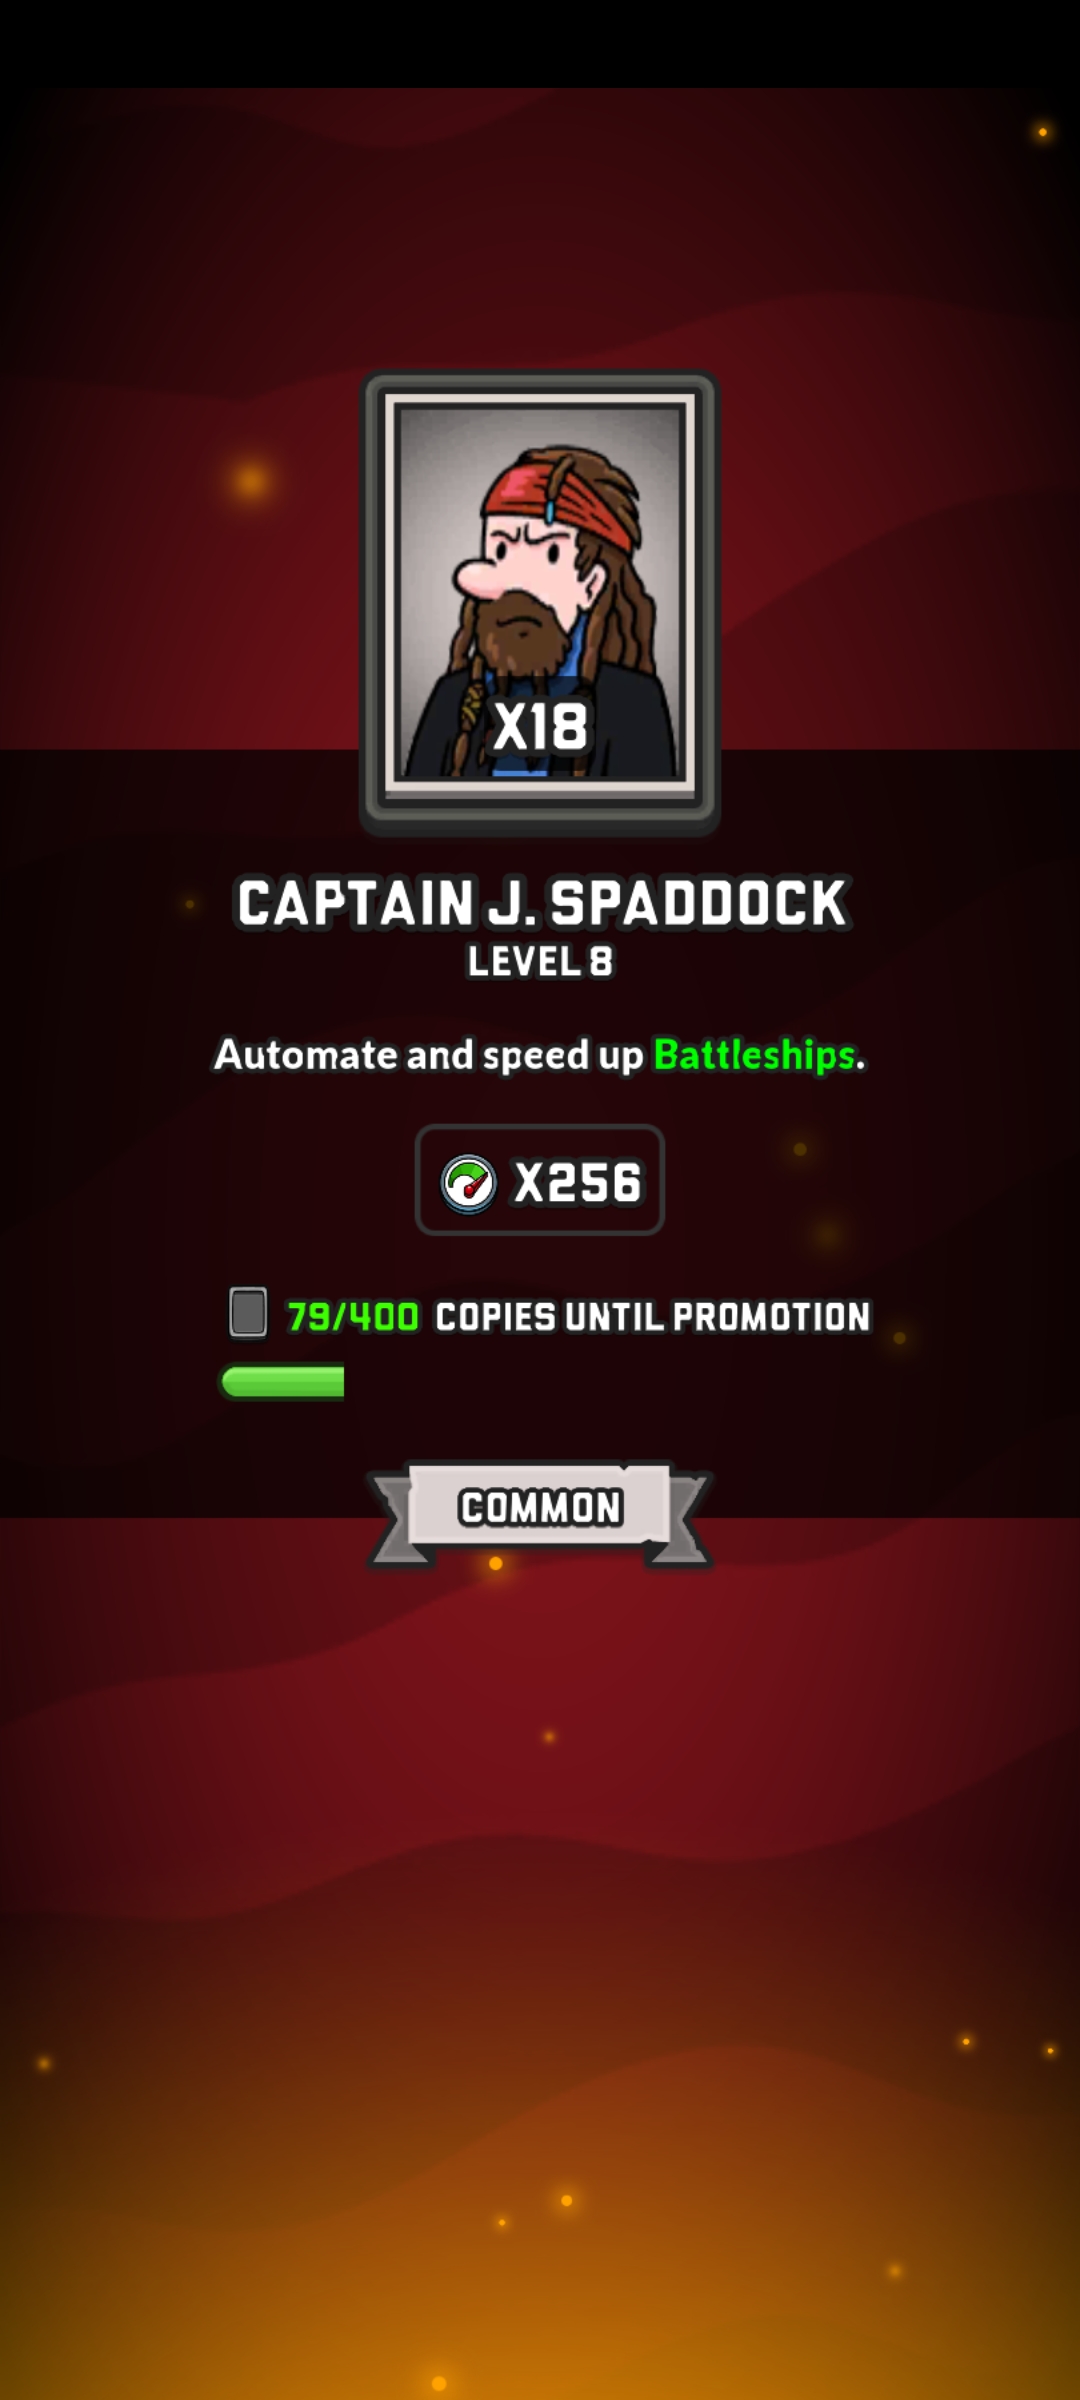 X18
CAPTAIN J. SPADDOCK
LEVEL 8
Automate and speed up Battleships.
X256
79/400 COPIES UNTIL PROMOTION
COMMON